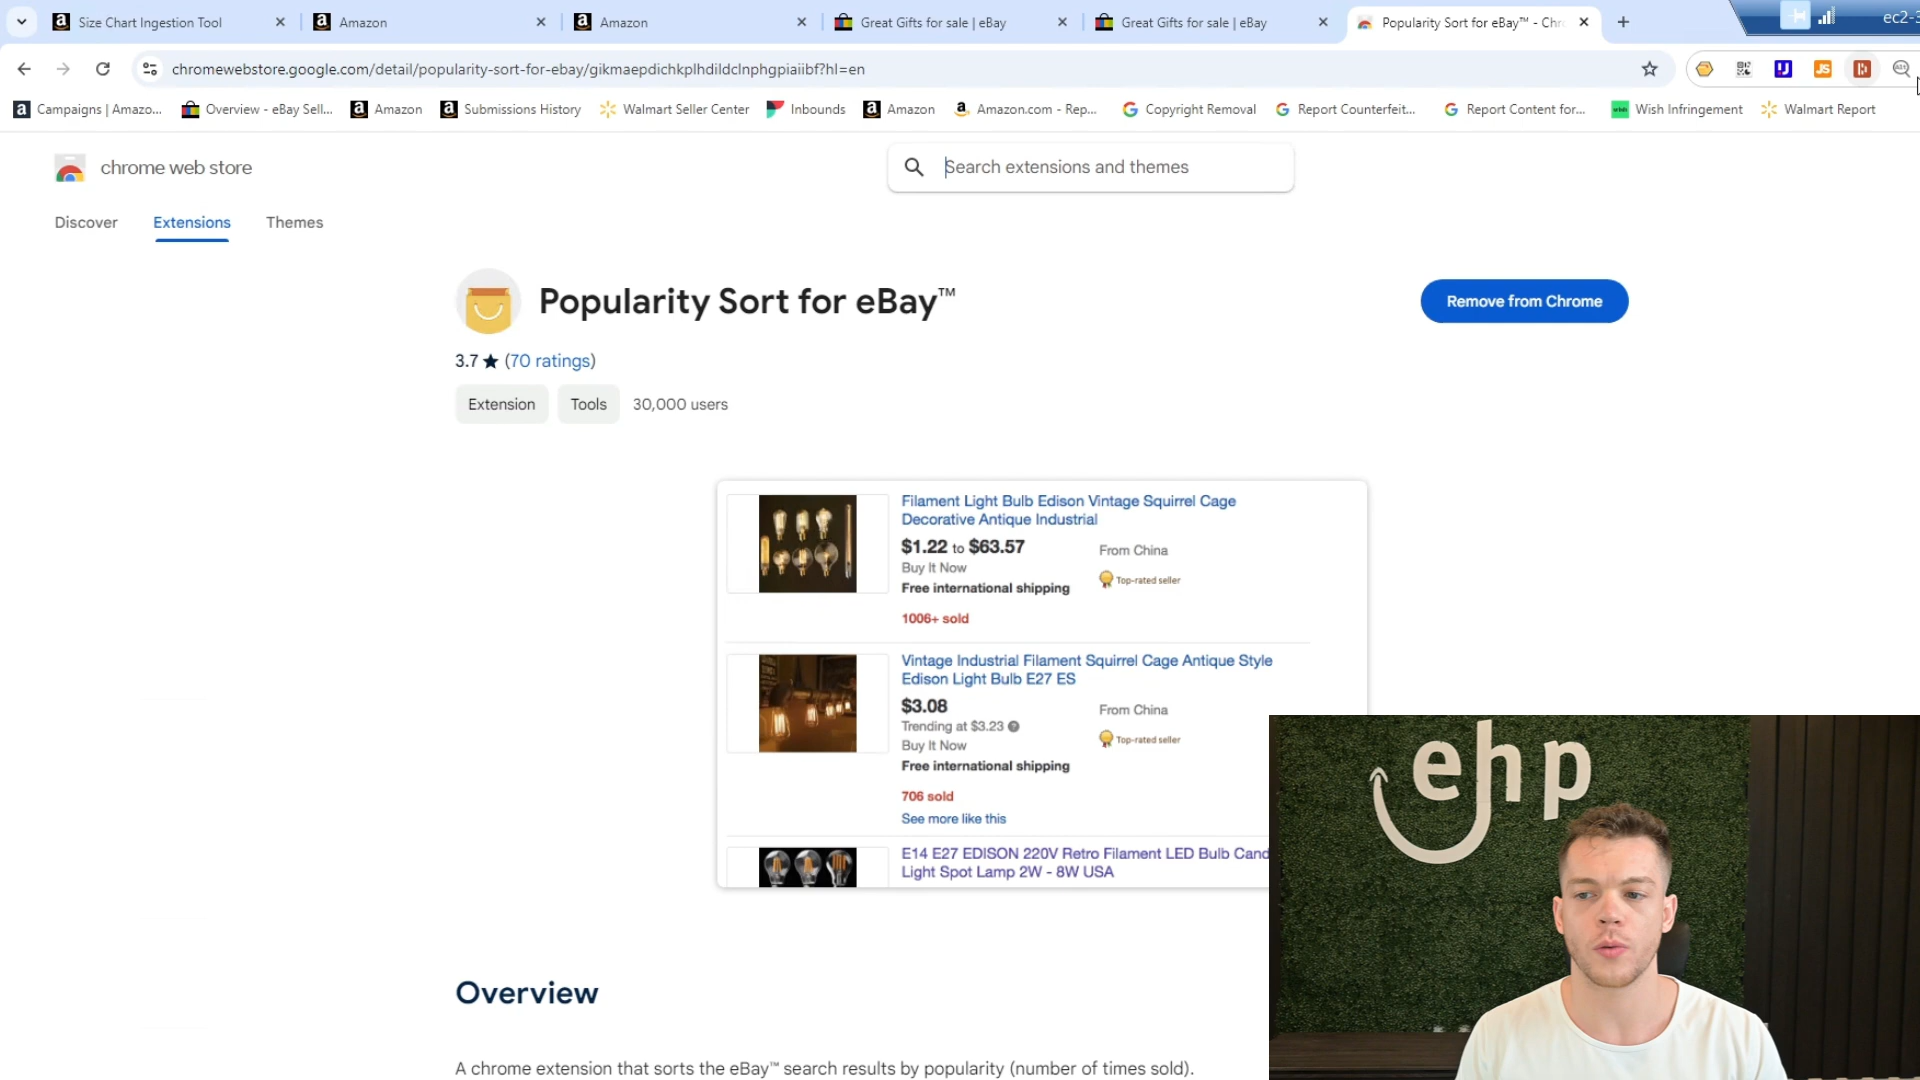 Size Chart Ingestion Tool
Amazon
Amazon
Great Gifts for sale | eBay
Great Gifts for sale | eBay
Popularity Sort for eBay™ - Chr
ec2-3
chromewebstore.google.com/detail/popularity-sort-for-ebay/gikmaepdichkplhdildclnphgpiaiibf?hl=en
Campaigns | Amazo...
Overview - eBay Sell...
Amazon
Submissions History
Walmart Seller Center
Inbounds
Amazon
Amazon.com - Rep...
Copyright Removal
Report Counterfeit...
Report Content for...
Wish Infringement
Walmart Report
chrome web store
Search extensions and themes
Discover
Extensions
Themes
Popularity Sort for eBay™
Remove from Chrome
3.7 ★ (70 ratings)
Extension
Tools
30,000 users
Filament Light Bulb Edison Vintage Squirrel Cage
Decorative Antique Industrial
$1.22 to $63.57
From China
Buy It Now
Top-rated seller
Free international shipping
1006+ sold
Vintage Industrial Filament Squirrel Cage Antique Style
Edison Light Bulb E27 ES
$3.08
From China
Trending at $3.23
Top-rated seller
Buy It Now
Free international shipping
706 sold
See more like this
E14 E27 EDISON 220V Retro Filament LED Bulb Cand
Light Spot Lamp 2W - 8W USA
ehp
Overview
A chrome extension that sorts the eBay™ search results by popularity (number of times sold).